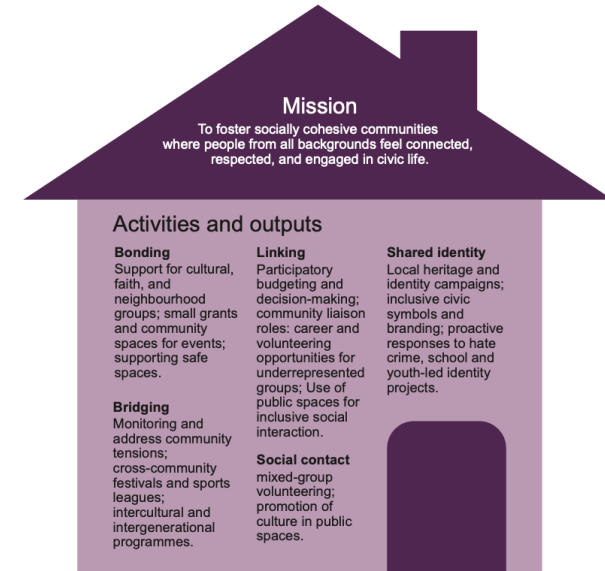 Mission
To foster socially cohesive communities
where people from all backgrounds feel connected,
respected, and engaged in civic life.
Activities and outputs
Bonding
Support for cultural,
faith, and
neighbourhood
groups; small grants
and community
spaces for events;
supporting safe
spaces.
Bridging
Monitoring and
address community
tensions;
cross-community
festivals and sports
leagues;
intercultural and
intergenerational
programmes.
Linking
Participatory
budgeting and
decision-making;
community liaison
roles: career and
volunteering
opportunities for
underrepresented
groups; Use of
public spaces for
inclusive social
interaction.
Social contact
mixed-group
volunteering;
promotion of
culture in public
spaces.
Shared identity
Local heritage and
identity campaigns;
inclusive civic
symbols and
branding; proactive
responses to hate
crime, school and
youth-led identity
projects.